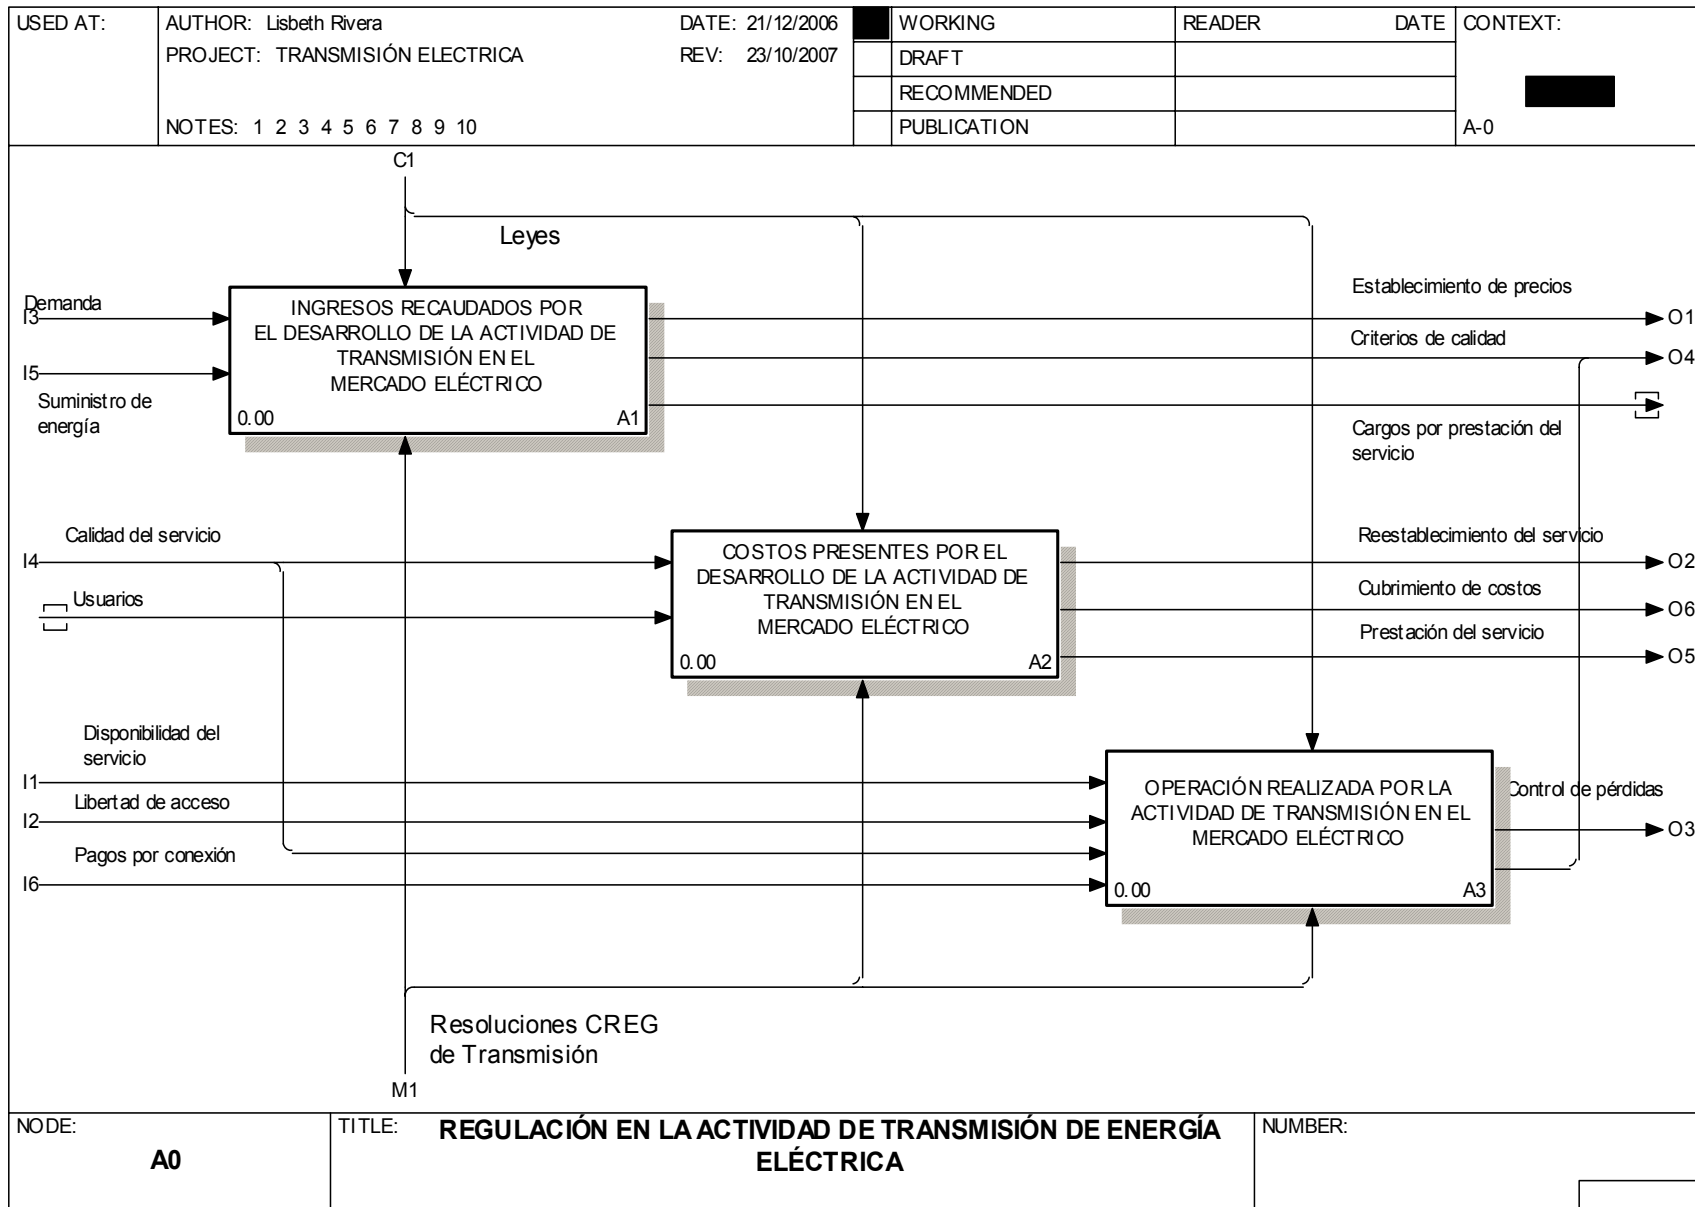 USED AT:
AUTHOR: Lisbeth Rivera
DATE: 21/12/2006
PROJECT: TRANSMISIÓN ELECTRICA
REV: 23/10/2007
NOTES: 1 2 3 4 5 6 7 8 9 10
WORKING
DRAFT
RECOMMENDED
PUBLICATION
READER DATE
CONTEXT:
A-0
C1
Leyes
Demanda
I3
I5
Suministro de
energía
INGRESOS RECAUDADOS POR
EL DESARROLLO DE LA ACTIVIDAD DE
TRANSMISIÓN EN EL
MERCADO ELÉCTRICO
0.00 A1
Establecimiento de precios
O1
Criterios de calidad
O4
Cargos por prestación del
servicio
Calidad del servicio
I4
Usuarios
COSTOS PRESENTES POR EL
DESARROLLO DE LA ACTIVIDAD DE
TRANSMISIÓN EN EL
MERCADO ELÉCTRICO
0.00 A2
Reestablecimiento del servicio
O2
Cubrimiento de costos
O6
Prestación del servicio
O5
Disponibilidad del
servicio
I1
Libertad de acceso
I2
Pagos por conexión
I6
OPERACIÓN REALIZADA POR LA
ACTIVIDAD DE TRANSMISIÓN EN EL
MERCADO ELÉCTRICO
0.00 A3
Control de pérdidas
O3
Resoluciones CREG
de Transmisión
M1
NODE:
A0
TITLE:
REGULACIÓN EN LA ACTIVIDAD DE TRANSMISIÓN DE ENERGÍA
ELÉCTRICA
NUMBER: